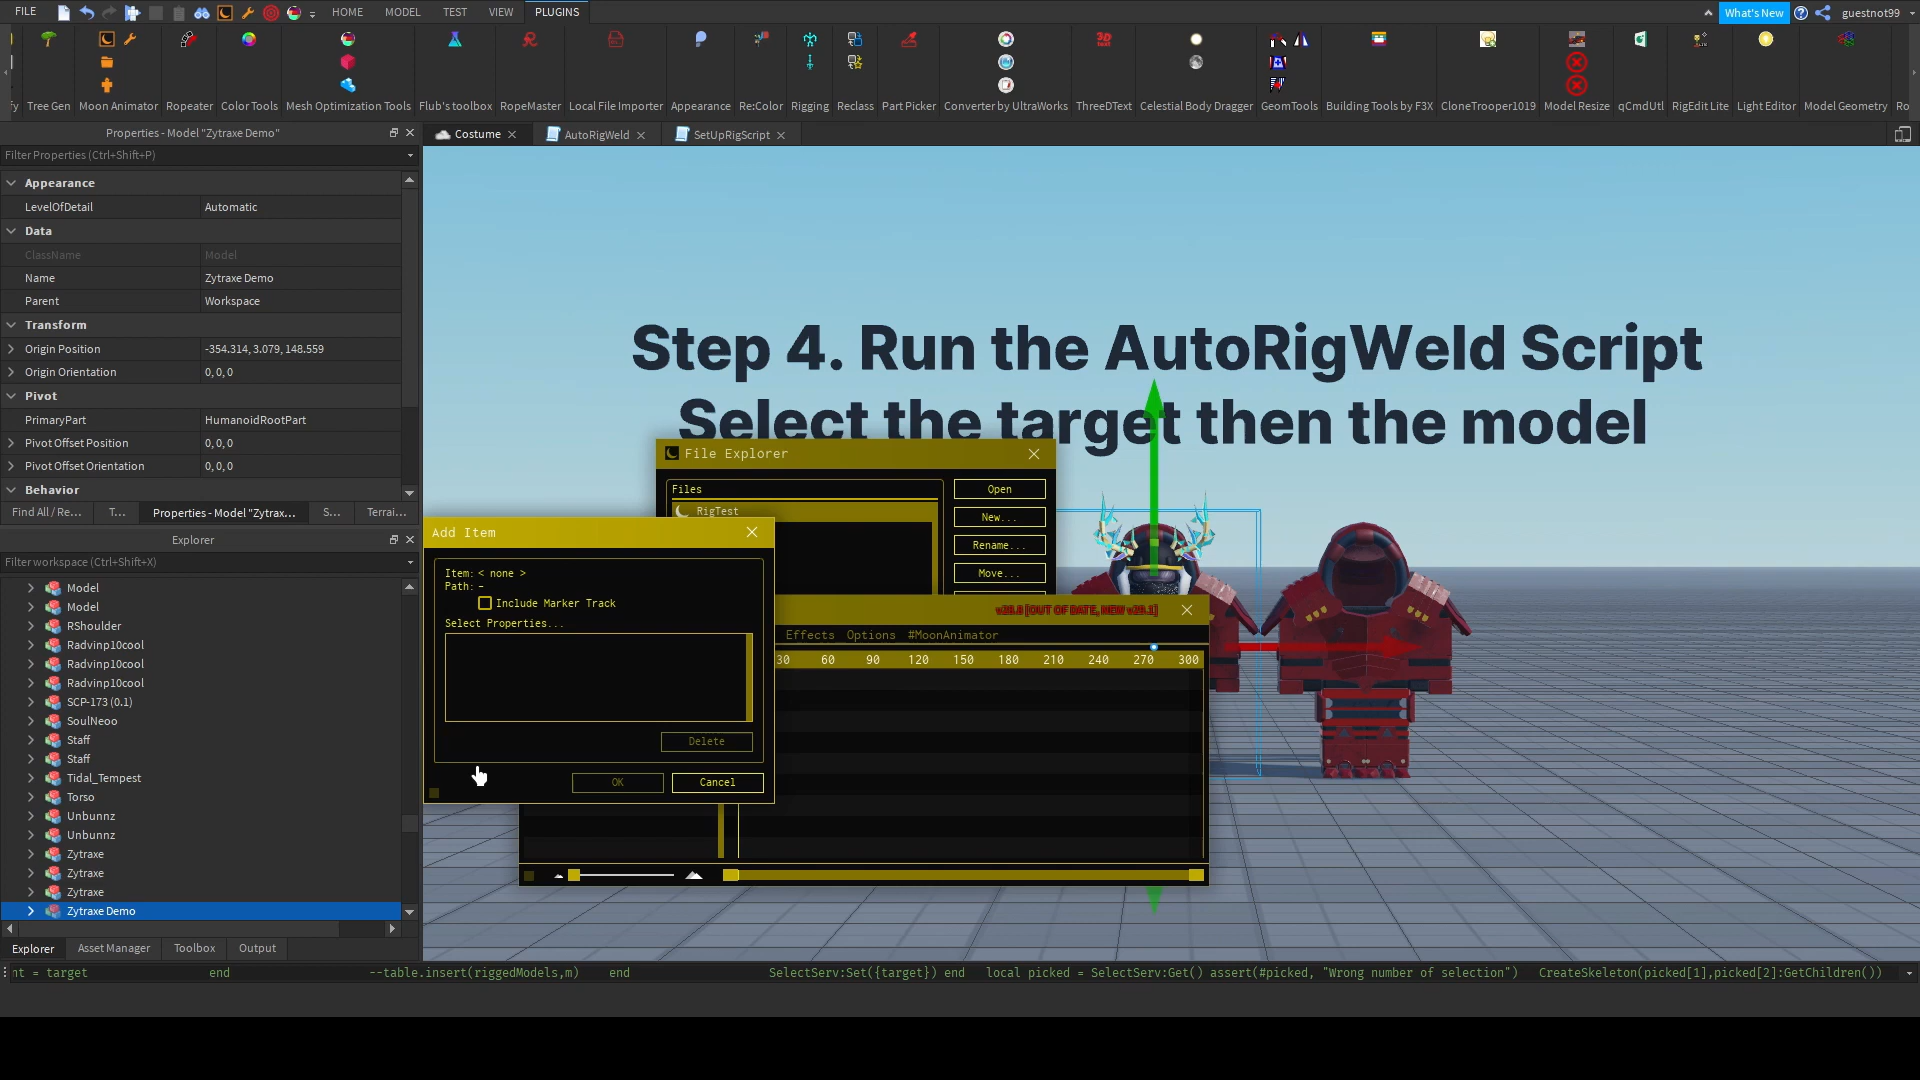 FILE
HOME
MODEL
TEST
VIEW
PLUGINS
What's New
guestnot99
fy
Tree Gen
Moon Animator
Ropeater
Color Tools
Mesh Optimization Tools
Flub's toolbox
RopeMaster
Local File Importer
Appearance
Re:Color
Rigging
Reclass
Part Picker
Converter by UltraWorks
ThreeDText
Celestial Body Dragger
GeomTools
Building Tools by F3X
CloneTrooper1019
Model Resize
qCmdUtl
RigEdit Lite
Light Editor
Model Geometry
Ro
Properties - Model "Zytraxe Demo"
Filter Properties (Ctrl+Shift+P)
Appearance
LevelOfDetail Automatic
Data
ClassName Model
Name Zytraxe Demo
Parent Workspace
Transform
Origin Position -354.314, 3.079, 148.559
Origin Orientation 0, 0, 0
Pivot
PrimaryPart HumanoidRootPart
Pivot Offset Position 0, 0, 0
Pivot Offset Orientation 0, 0, 0
Behavior
Find All / Re...
T...
Properties - Model "Zytrax...
S...
Terrai...
Explorer
Filter workspace (Ctrl+Shift+X)
Model
Model
RShoulder
Radvinp10cool
Radvinp10cool
Radvinp10cool
SCP-173 (0.1)
SoulNeoo
Staff
Staff
Tidal_Tempest
Torso
Unbunnz
Unbunnz
Zytraxe
Zytraxe
Zytraxe
Zytraxe Demo
Explorer
Asset Manager
Toolbox
Output
Costume
AutoRigWeld
SetUpRigScript
Step 4. Run the AutoRigWeld Script
Select the target then the model
File Explorer
Files
RigTest
Open
New...
Rename...
Move...
Add Item
Item: < none >
Path: -
Include Marker Track
Select Properties...
Delete
OK
Cancel
v28.0 [OUT OF DATE, NEW v28.1]
Effects
Options
#MoonAnimator
30 60 90 120 150 180 210 240 270 300
nt = target end --table.insert(riggedModels,m) end SelectServ:Set({target}) end local picked = SelectServ:Get() assert(#picked, "Wrong number of selection") CreateSkeleton(picked[1],picked[2]:GetChildren())